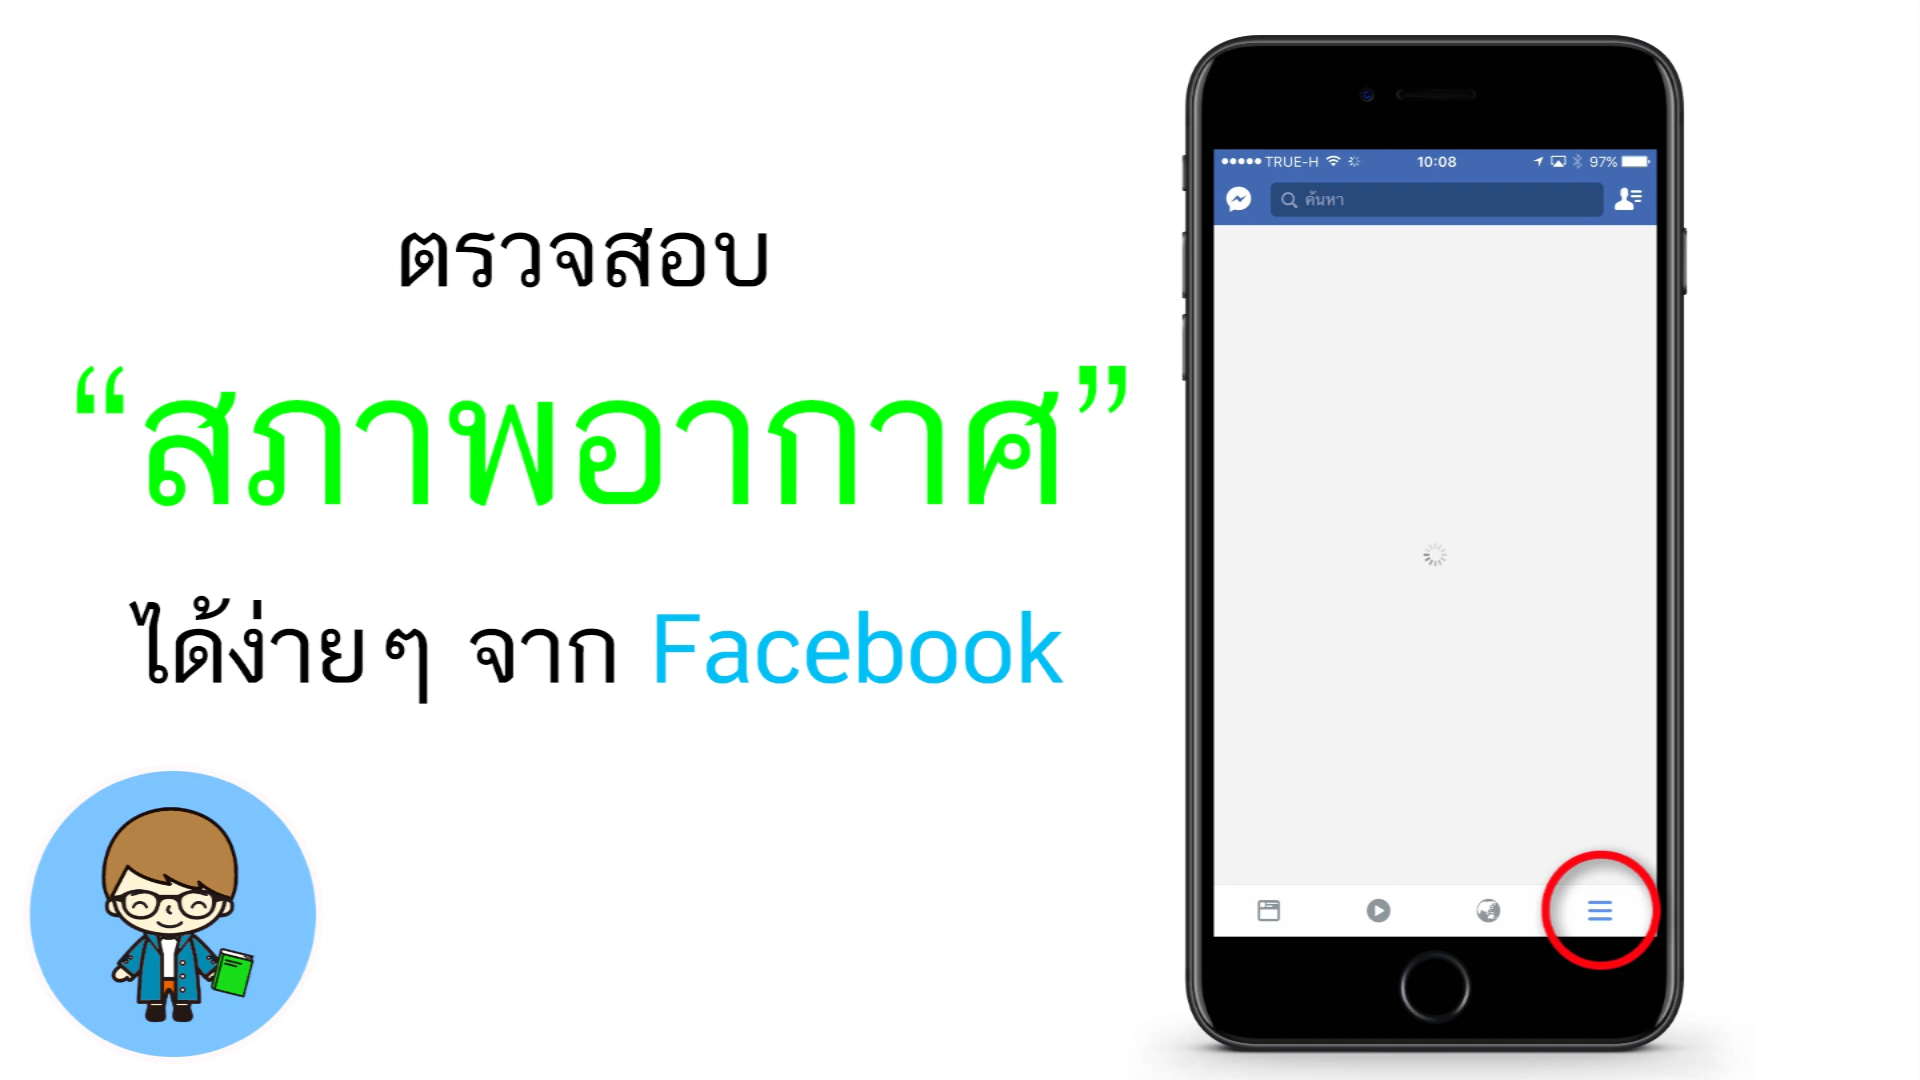 ตรวจสอบ
“สภาพอากาศ”
ได้ง่ายๆ จาก Facebook
TRUE-H 10:08 97%
ค้นหา